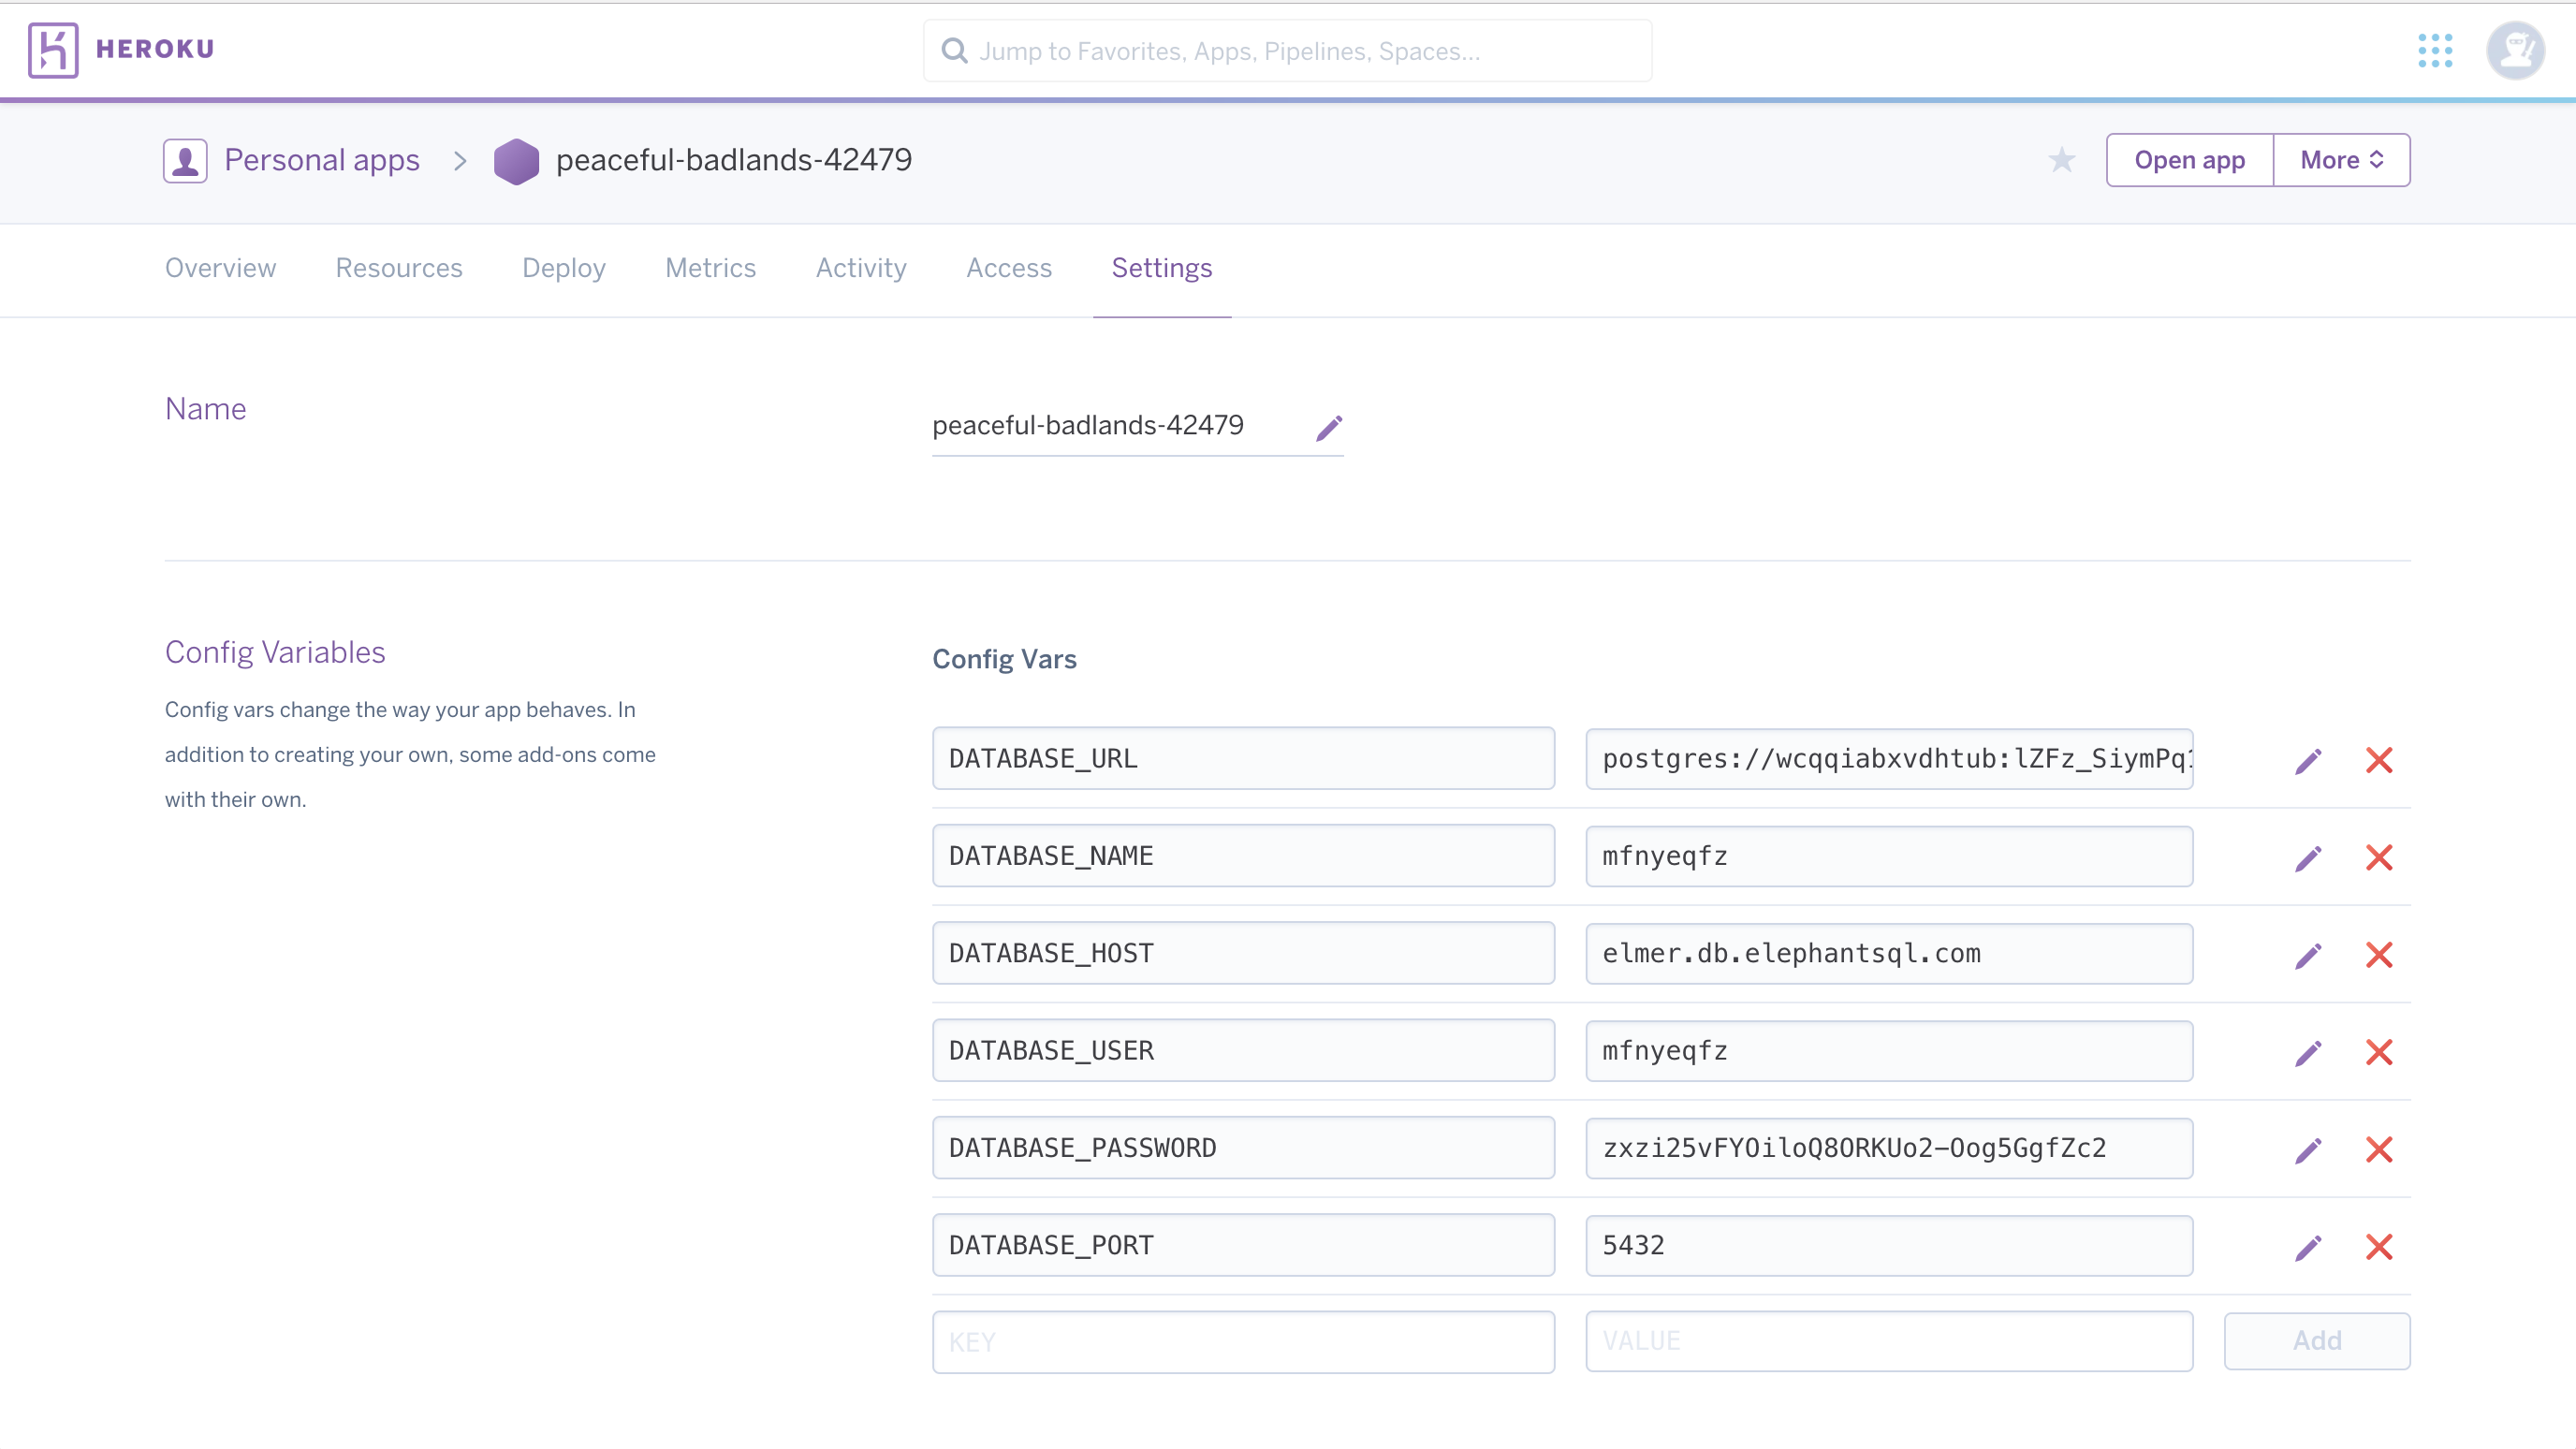 HEROKU
Jump to Favorites, Apps, Pipelines, Spaces...
Personal apps > peaceful-badlands-42479
Open app
More
Overview Resources Deploy Metrics Activity Access Settings
Name
peaceful-badlands-42479
Config Variables
Config vars change the way your app behaves. In
addition to creating your own, some add-ons come
with their own.
Config Vars
DATABASE_URL postgres://wcqqiabxvdhtub:lZFz_SiymPq
DATABASE_NAME mfnyeqfz
DATABASE_HOST elmer.db.elephantsql.com
DATABASE_USER mfnyeqfz
DATABASE_PASSWORD zxzi25vFYOiloQ8ORKUo2-Oog5GgfZc2
DATABASE_PORT 5432
KEY VALUE Add